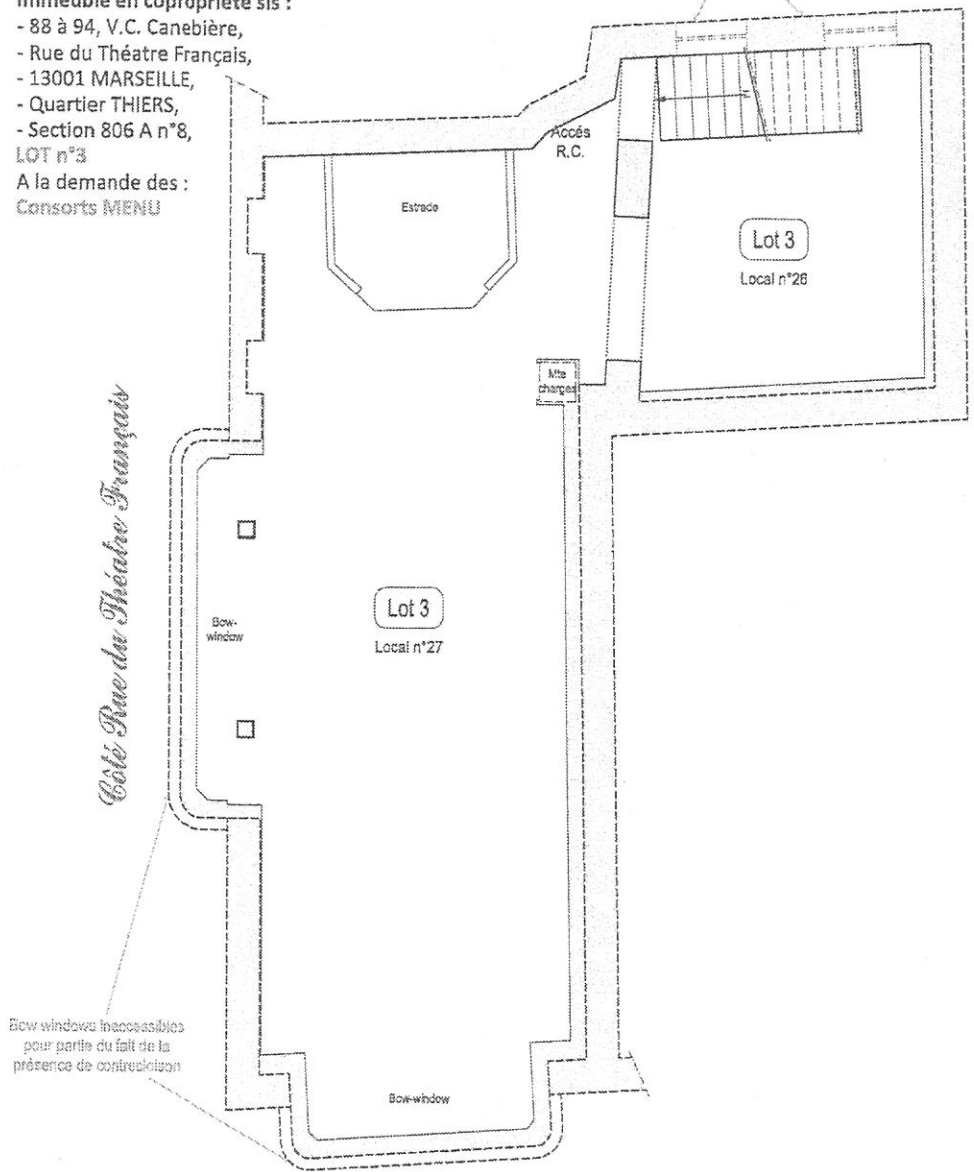 Immeuble en copropriété sis :
- 88 à 94, V.C. Canebière,
- Rue du Théatre Français,
- 13001 MARSEILLE,
- Quartier THIERS,
- Section 806 A n°8,
LOT n°3
A la demande des :
Consorts MENU
Accés
R.C.
Estrade
Lot 3
Local n°26
Mte
charges
Côté Rue du Théatre Français
Bow-
window
Lot 3
Local n°27
Bow windows inaccessibles
pour partie du fait de la
présence de contrecloison
Bow-window